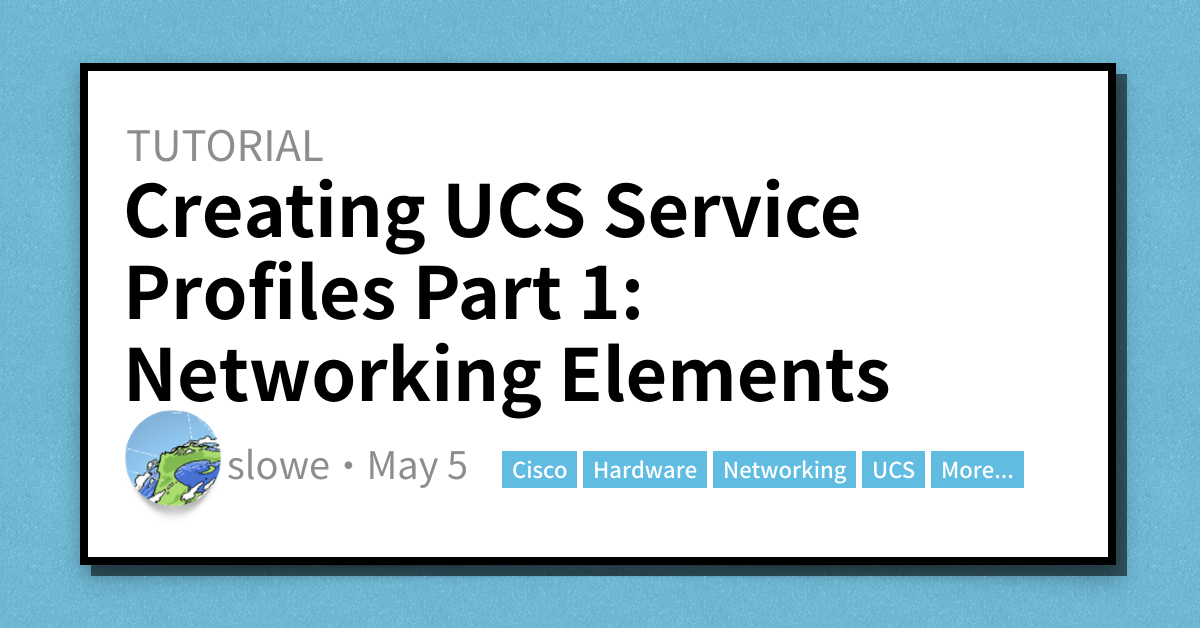 TUTORIAL
Creating UCS Service
Profiles Part 1:
Networking Elements
slowe • May 5 Cisco Hardware Networking UCS More...